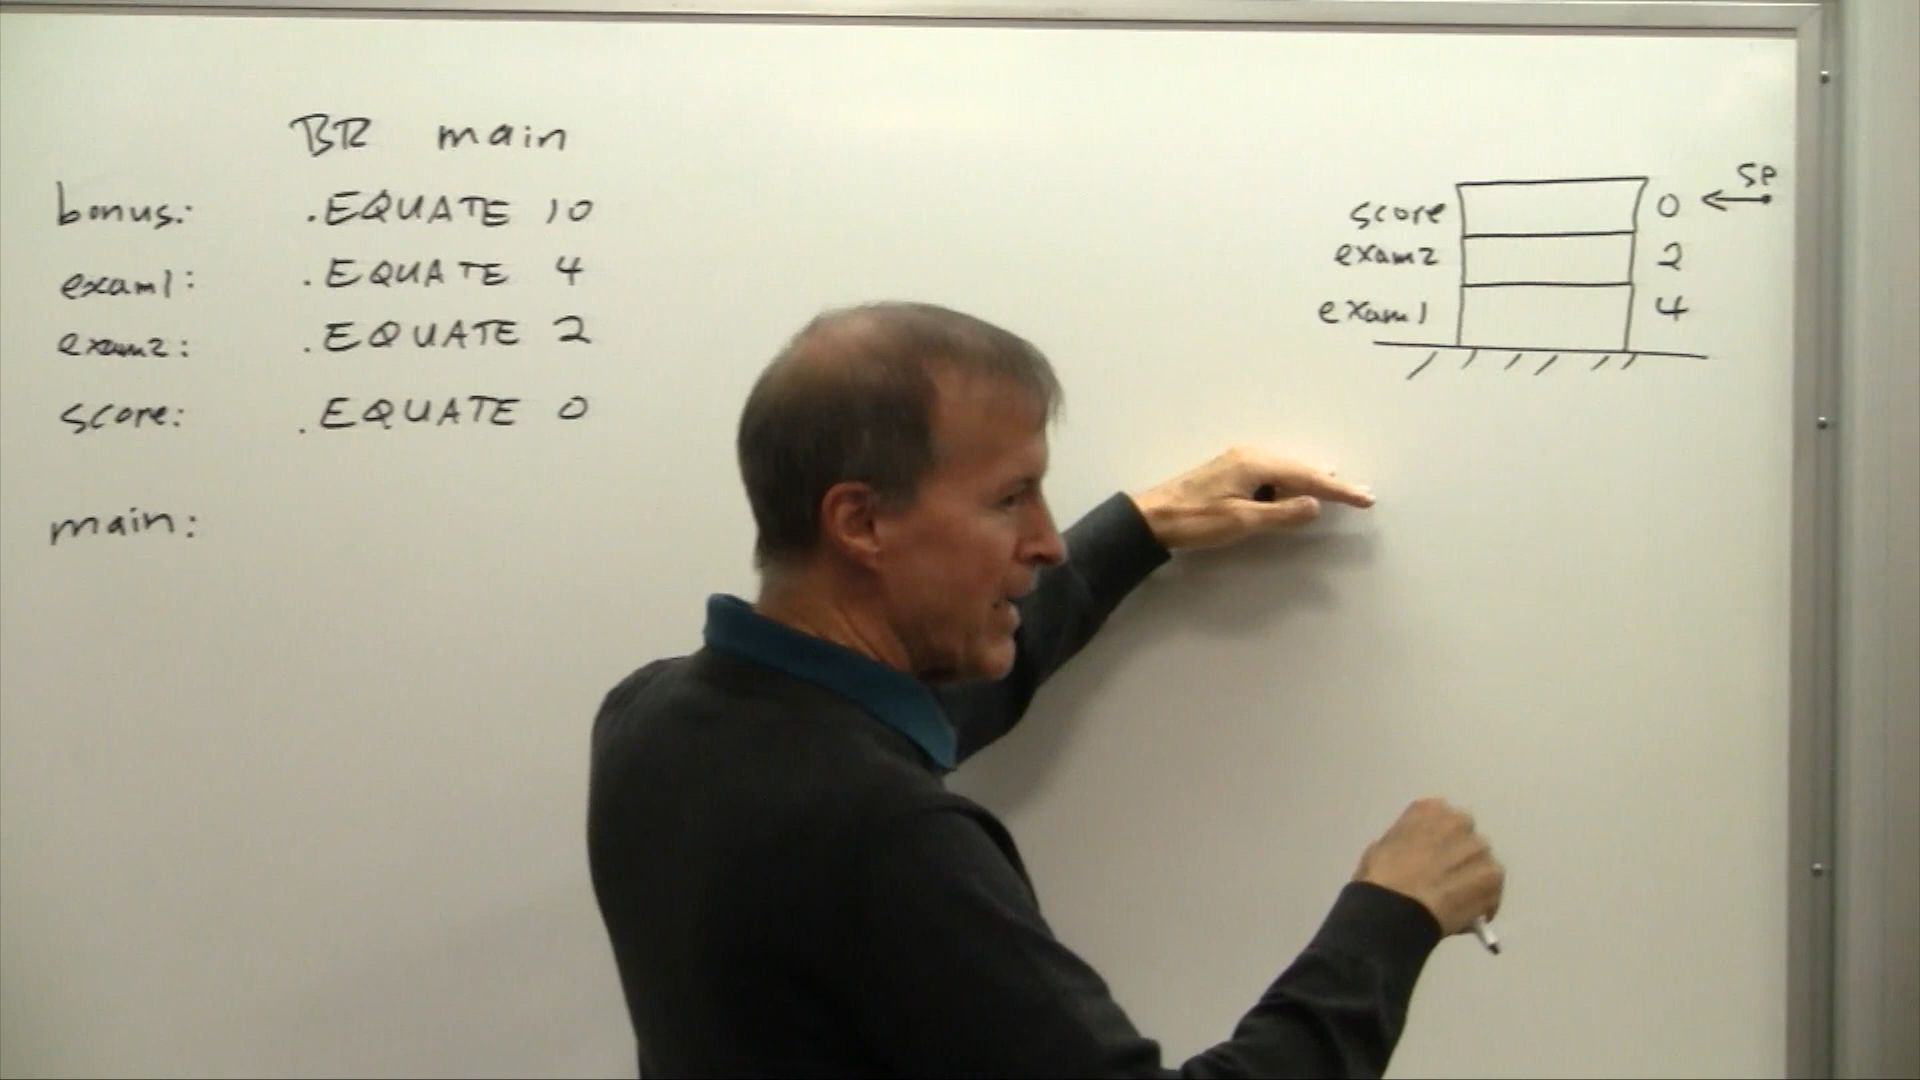 BR main
bonus: .EQUATE 10
exam1: .EQUATE 4
exam2: .EQUATE 2
score: .EQUATE 0
main:
SP
score 0
exam2 2
exam1 4